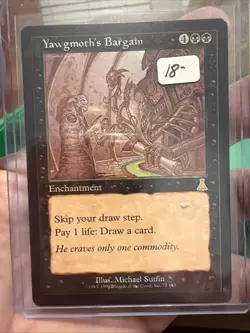 Yawgmoth's Bargain 4
18-
Enchantment
Skip your draw step.
Pay 1 life: Draw a card.
He craves only one commodity.
Illus. Michael Sutfin